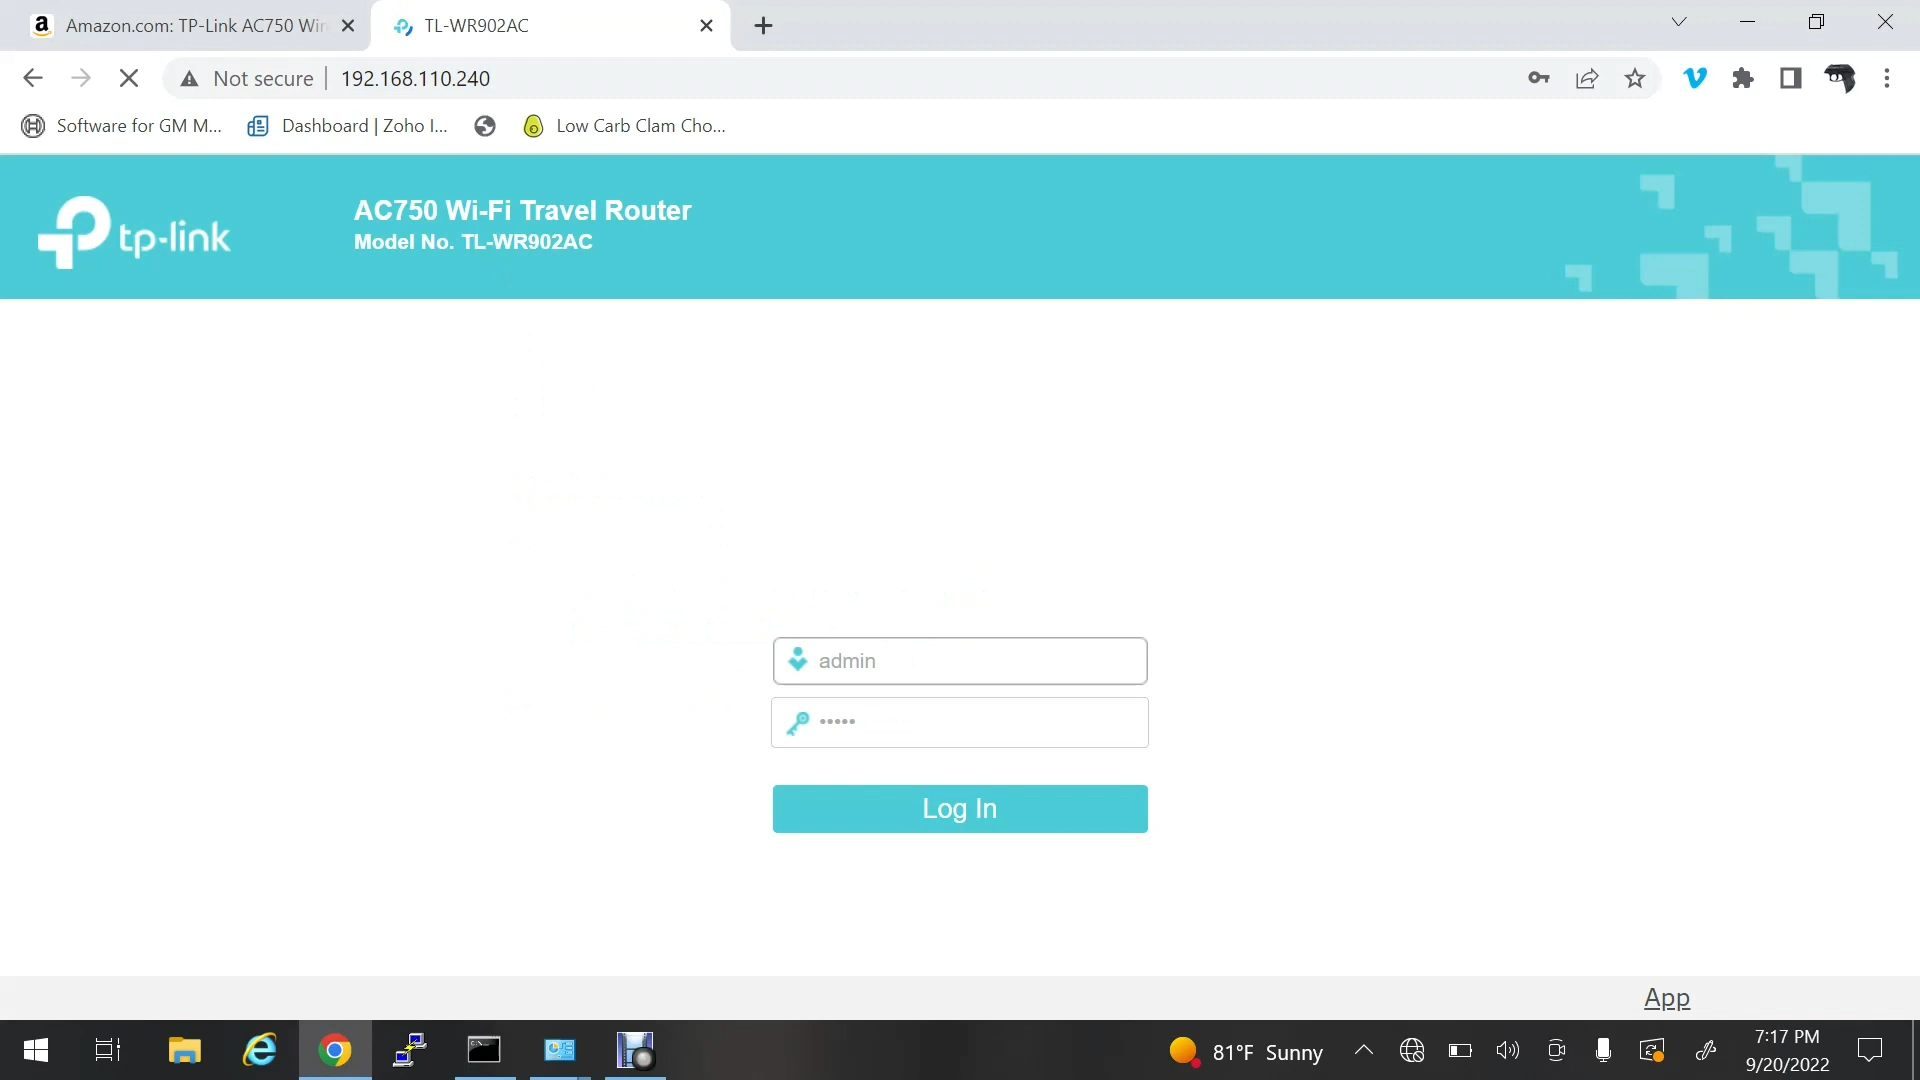 Amazon.com: TP-Link AC750 Wir
TL-WR902AC
Not secure
192.168.110.240
Software for GM M...
Dashboard | Zoho I...
Low Carb Clam Cho...
tp-link
AC750 Wi-Fi Travel Router
Model No. TL-WR902AC
admin
•••••
Log In
App
81°F Sunny
7:17 PM
9/20/2022